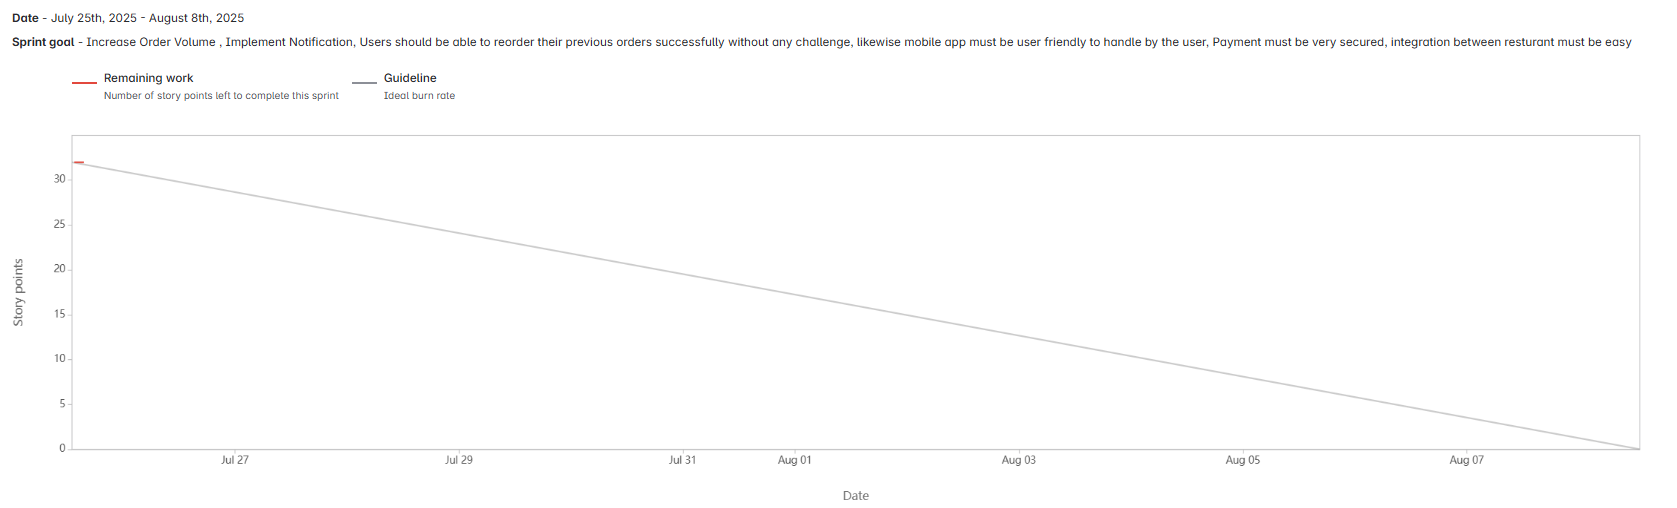 Date - July 25th, 2025 - August 8th, 2025
Sprint goal - Increase Order Volume , Implement Notification, Users should be able to reorder their previous orders successfully without any challenge, likewise mobile app must be user friendly to handle by the user, Payment must be very secured, integration between resturant must be easy
Remaining work
Number of story points left to complete this sprint
Guideline
Ideal burn rate
Story points
30
25
20
15
10
5
0
Jul 27
Jul 29
Jul 31
Aug 01
Aug 03
Aug 05
Aug 07
Date